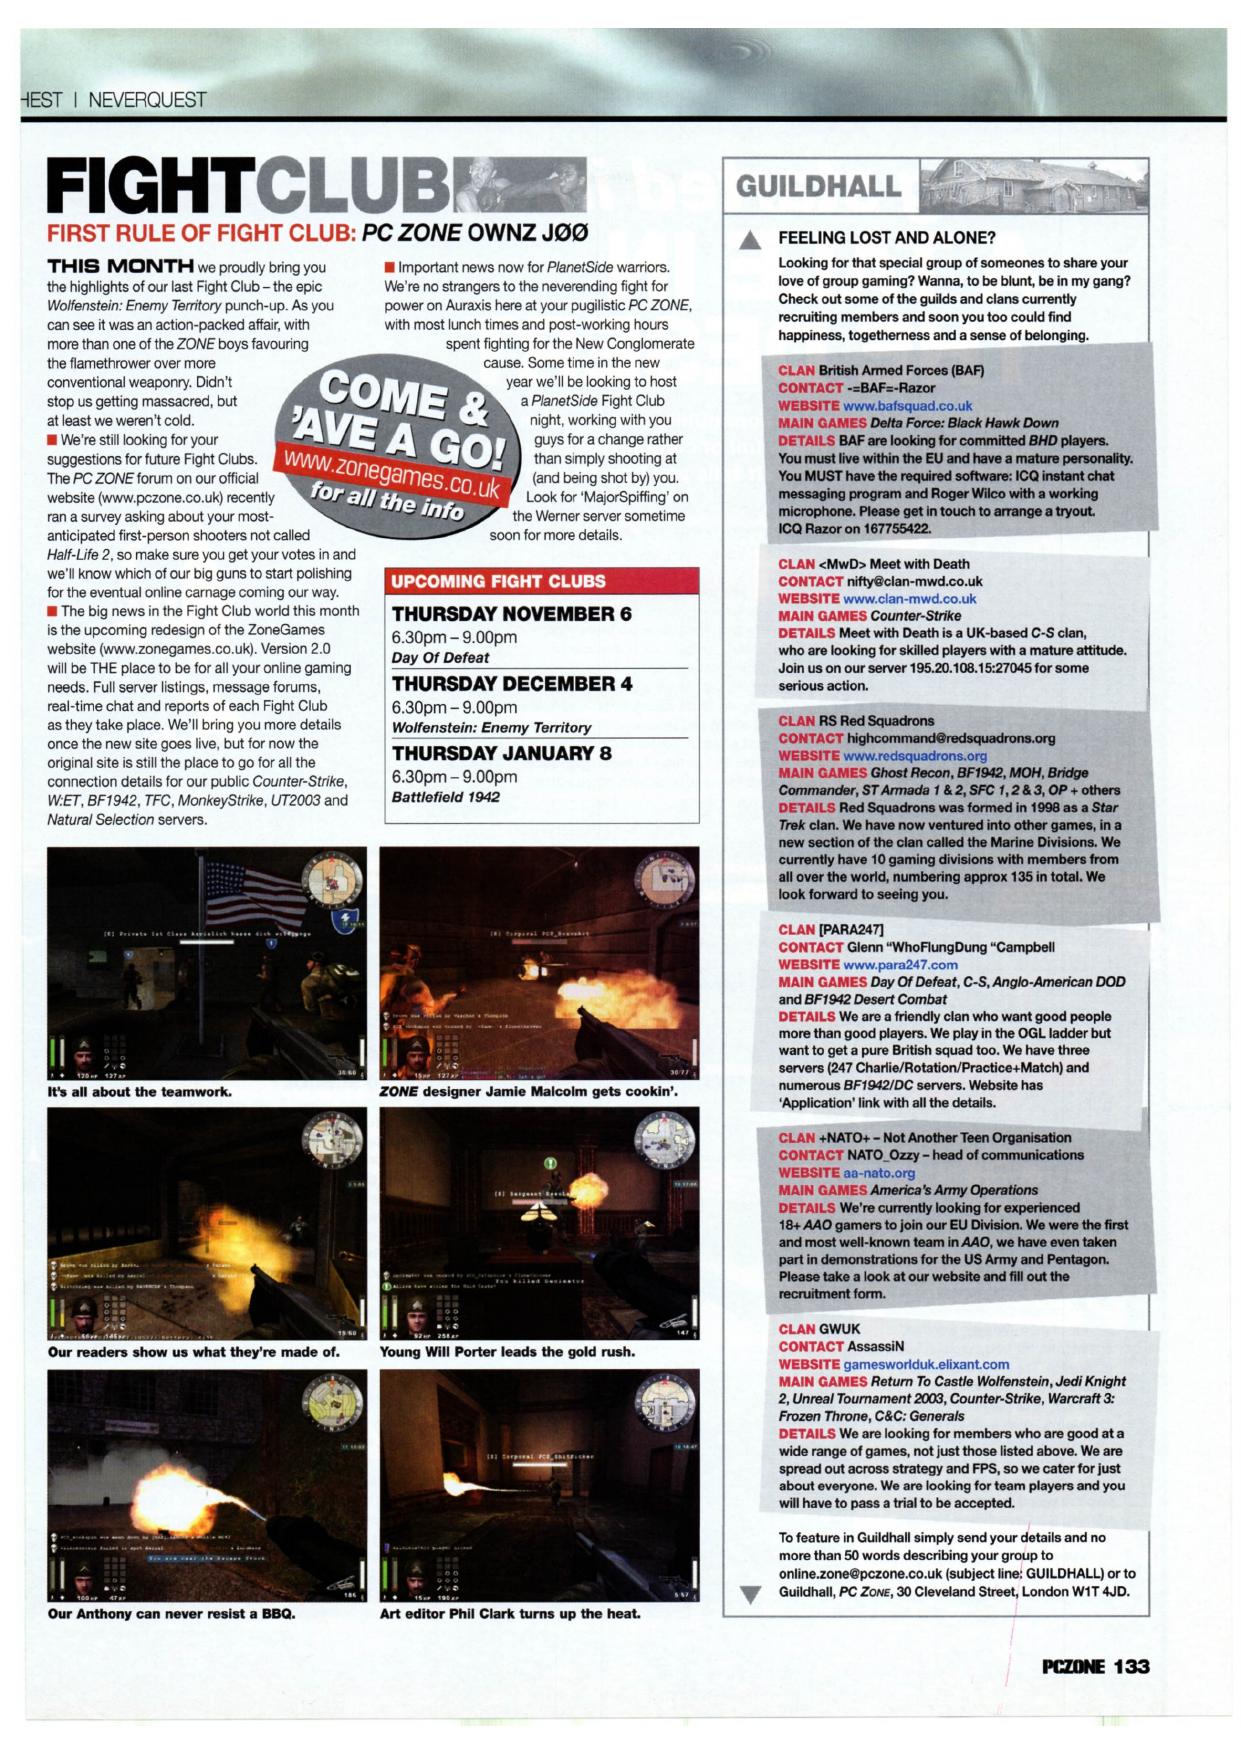 HEST | NEVERQUEST
FIGHTCLUB
FIRST RULE OF FIGHT CLUB: PC ZONE OWNZ JØØ
THIS MONTH we proudly bring you
the highlights of our last Fight Club – the epic
Wolfenstein: Enemy Territory punch-up. As you
can see it was an action-packed affair, with
more than one of the ZONE boys favouring
the flamethrower over more
conventional weaponry. Didn't
stop us getting massacred, but
at least we weren't cold.
■ We're still looking for your
suggestions for future Fight Clubs.
The PC ZONE forum on our official
website (www.pczone.co.uk) recently
ran a survey asking about your most-
anticipated first-person shooters not called
Half-Life 2, so make sure you get your votes in and
we'll know which of our big guns to start polishing
for the eventual online carnage coming our way.
■ The big news in the Fight Club world this month
is the upcoming redesign of the ZoneGames
website (www.zonegames.co.uk). Version 2.0
will be THE place to be for all your online gaming
needs. Full server listings, message forums,
real-time chat and reports of each Fight Club
as they take place. We'll bring you more details
once the new site goes live, but for now the
original site is still the place to go for all the
connection details for our public Counter-Strike,
W:ET, BF1942, TFC, MonkeyStrike, UT2003 and
Natural Selection servers.
■ Important news now for PlanetSide warriors.
We're no strangers to the neverending fight for
power on Auraxis here at your pugilistic PC ZONE,
with most lunch times and post-working hours
spent fighting for the New Conglomerate
cause. Some time in the new
year we'll be looking to host
a PlanetSide Fight Club
night, working with you
guys for a change rather
than simply shooting at
(and being shot by) you.
Look for 'MajorSpiffing' on
the Werner server sometime
soon for more details.
COME &
'AVE A GO!
www.zonegames.co.uk
for all the info
UPCOMING FIGHT CLUBS
THURSDAY NOVEMBER 6
6.30pm – 9.00pm
Day Of Defeat
THURSDAY DECEMBER 4
6.30pm – 9.00pm
Wolfenstein: Enemy Territory
THURSDAY JANUARY 8
6.30pm – 9.00pm
Battlefield 1942
It's all about the teamwork.
ZONE designer Jamie Malcolm gets cookin'.
Our readers show us what they're made of.
Young Will Porter leads the gold rush.
Our Anthony can never resist a BBQ.
Art editor Phil Clark turns up the heat.
GUILDHALL
FEELING LOST AND ALONE?
Looking for that special group of someones to share your
love of group gaming? Wanna, to be blunt, be in my gang?
Check out some of the guilds and clans currently
recruiting members and soon you too could find
happiness, togetherness and a sense of belonging.
CLAN British Armed Forces (BAF)
CONTACT -=BAF=-Razor
WEBSITE www.bafsquad.co.uk
MAIN GAMES Delta Force: Black Hawk Down
DETAILS BAF are looking for committed BHD players.
You must live within the EU and have a mature personality.
You MUST have the required software: ICQ instant chat
messaging program and Roger Wilco with a working
microphone. Please get in touch to arrange a tryout.
ICQ Razor on 167755422.
CLAN <MwD> Meet with Death
CONTACT nifty@clan-mwd.co.uk
WEBSITE www.clan-mwd.co.uk
MAIN GAMES Counter-Strike
DETAILS Meet with Death is a UK-based C-S clan,
who are looking for skilled players with a mature attitude.
Join us on our server 195.20.108.15:27045 for some
serious action.
CLAN RS Red Squadrons
CONTACT highcommand@redsquadrons.org
WEBSITE www.redsquadrons.org
MAIN GAMES Ghost Recon, BF1942, MOH, Bridge
Commander, ST Armada 1 & 2, SFC 1, 2 & 3, OP + others
DETAILS Red Squadrons was formed in 1998 as a Star
Trek clan. We have now ventured into other games, in a
new section of the clan called the Marine Divisions. We
currently have 10 gaming divisions with members from
all over the world, numbering approx 135 in total. We
look forward to seeing you.
CLAN [PARA247]
CONTACT Glenn "WhoFlungDung "Campbell
WEBSITE www.para247.com
MAIN GAMES Day Of Defeat, C-S, Anglo-American DOD
and BF1942 Desert Combat
DETAILS We are a friendly clan who want good people
more than good players. We play in the OGL ladder but
want to get a pure British squad too. We have three
servers (247 Charlie/Rotation/Practice+Match) and
numerous BF1942/DC servers. Website has
'Application' link with all the details.
CLAN +NATO+ – Not Another Teen Organisation
CONTACT NATO_Ozzy – head of communications
WEBSITE aa-nato.org
MAIN GAMES America's Army Operations
DETAILS We're currently looking for experienced
18+ AAO gamers to join our EU Division. We were the first
and most well-known team in AAO, we have even taken
part in demonstrations for the US Army and Pentagon.
Please take a look at our website and fill out the
recruitment form.
CLAN GWUK
CONTACT AssassiN
WEBSITE gamesworlduk.elixant.com
MAIN GAMES Return To Castle Wolfenstein, Jedi Knight
2, Unreal Tournament 2003, Counter-Strike, Warcraft 3:
Frozen Throne, C&C: Generals
DETAILS We are looking for members who are good at a
wide range of games, not just those listed above. We are
spread out across strategy and FPS, so we cater for just
about everyone. We are looking for team players and you
will have to pass a trial to be accepted.
To feature in Guildhall simply send your details and no
more than 50 words describing your group to
online.zone@pczone.co.uk (subject line: GUILDHALL) or to
Guildhall, PC ZONE, 30 Cleveland Street, London W1T 4JD.
PCZONE 133